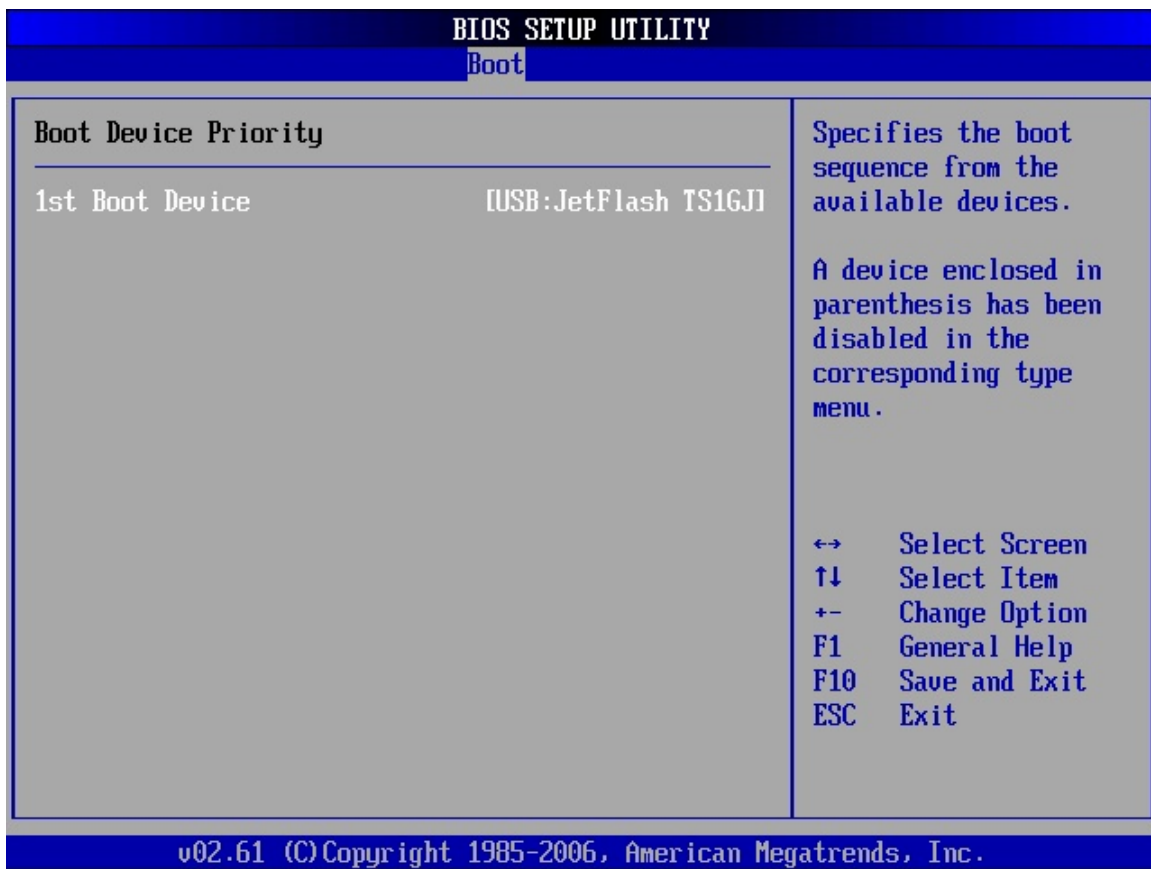 BIOS SETUP UTILITY
Boot
Boot Device Priority
1st Boot Device [USB:JetFlash TS1GJ]
Specifies the boot
sequence from the
available devices.
A device enclosed in
parenthesis has been
disabled in the
corresponding type
menu.
←→ Select Screen
↑↓ Select Item
+- Change Option
F1 General Help
F10 Save and Exit
ESC Exit
v02.61 (C)Copyright 1985-2006, American Megatrends, Inc.